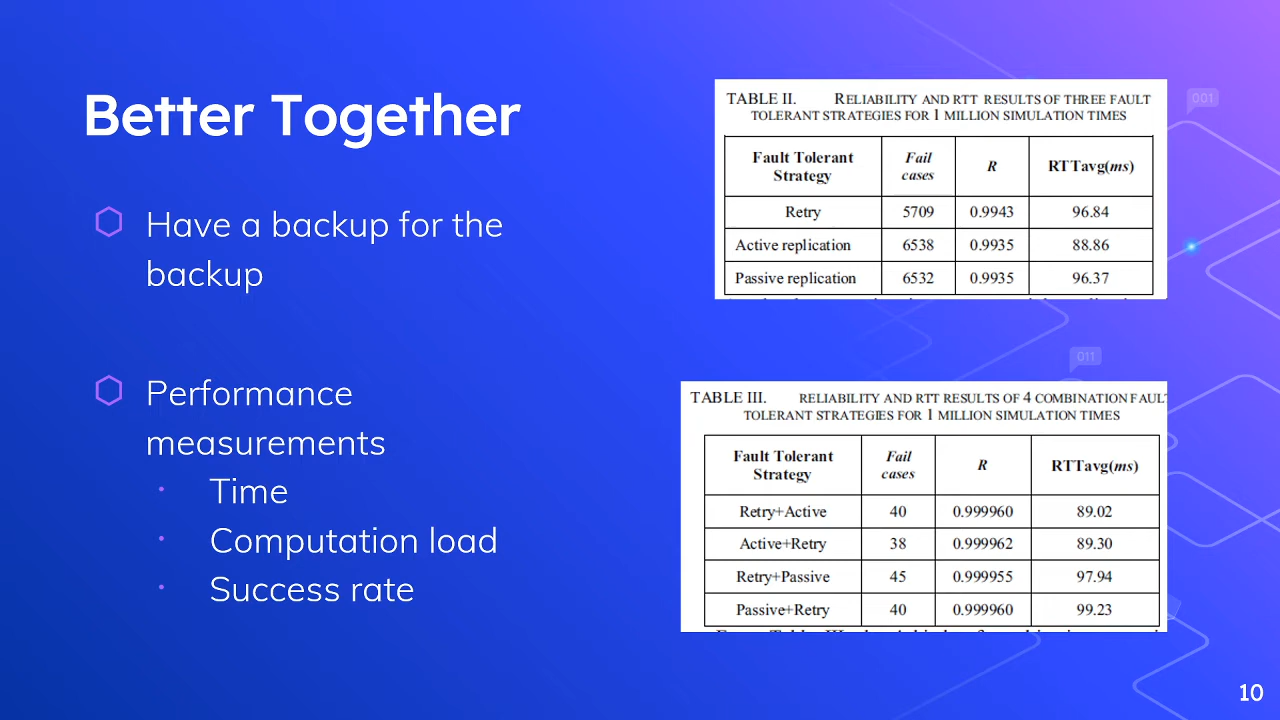 Better Together
Have a backup for the
backup
Performance
measurements
Time
Computation load
Success rate
TABLE II. RELIABILITY AND RTT RESULTS OF THREE FAULT
TOLERANT STRATEGIES FOR 1 MILLION SIMULATION TIMES
Fault Tolerant Strategy Fail cases R RTTavg(ms)
Retry 5709 0.9943 96.84
Active replication 6538 0.9935 88.86
Passive replication 6532 0.9935 96.37
TABLE III. RELIABILITY AND RTT RESULTS OF 4 COMBINATION FAULT
TOLERANT STRATEGIES FOR 1 MILLION SIMULATION TIMES
Fault Tolerant Strategy Fail cases R RTTavg(ms)
Retry+Active 40 0.999960 89.02
Active+Retry 38 0.999962 89.30
Retry+Passive 45 0.999955 97.94
Passive+Retry 40 0.999960 99.23
001
011
10